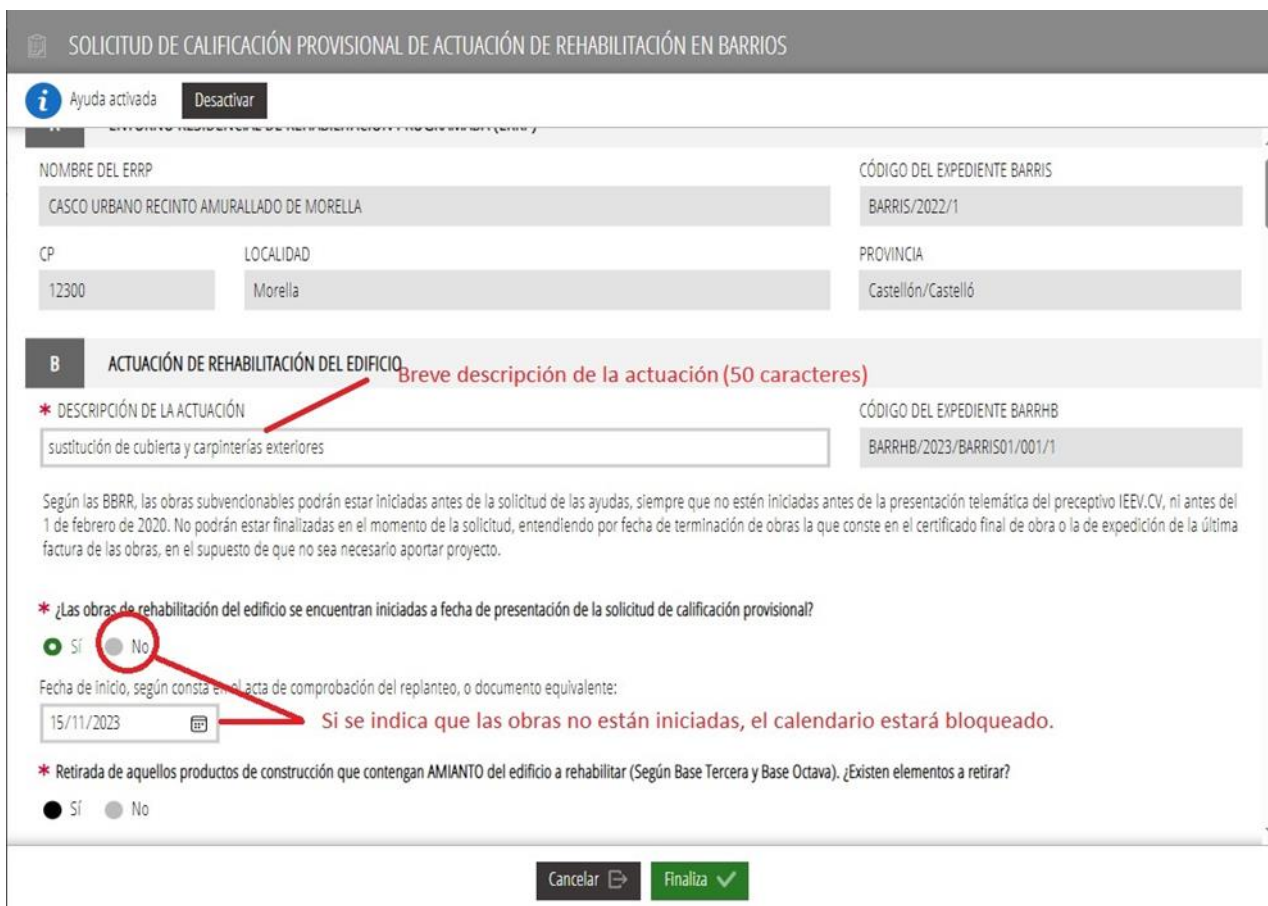 SOLICITUD DE CALIFICACIÓN PROVISIONAL DE ACTUACIÓN DE REHABILITACIÓN EN BARRIOS
i Ayuda activada Desactivar
A ENTORNO RESIDENCIAL DE REHABILITACIÓN PROGRAMADA (ERRP)
NOMBRE DEL ERRP CÓDIGO DEL EXPEDIENTE BARRIS
CASCO URBANO RECINTO AMURALLADO DE MORELLA BARRIS/2022/1
CP LOCALIDAD PROVINCIA
12300 Morella Castellón/Castelló
B ACTUACIÓN DE REHABILITACIÓN DEL EDIFICIO
Breve descripción de la actuación (50 caracteres)
* DESCRIPCIÓN DE LA ACTUACIÓN CÓDIGO DEL EXPEDIENTE BARRHB
sustitución de cubierta y carpinterías exteriores BARRHB/2023/BARRIS01/001/1
Según las BBRR, las obras subvencionables podrán estar iniciadas antes de la solicitud de las ayudas, siempre que no estén iniciadas antes de la presentación telemática del preceptivo IEEV.CV, ni antes del
1 de febrero de 2020. No podrán estar finalizadas en el momento de la solicitud, entendiendo por fecha de terminación de obras la que conste en el certificado final de obra o la de expedición de la última
factura de las obras, en el supuesto de que no sea necesario aportar proyecto.
* ¿Las obras de rehabilitación del edificio se encuentran iniciadas a fecha de presentación de la solicitud de calificación provisional?
Sí No
Fecha de inicio, según consta en el acta de comprobación del replanteo, o documento equivalente:
15/11/2023 Si se indica que las obras no están iniciadas, el calendario estará bloqueado.
* Retirada de aquellos productos de construcción que contengan AMIANTO del edificio a rehabilitar (Según Base Tercera y Base Octava). ¿Existen elementos a retirar?
Sí No
Cancelar Finaliza